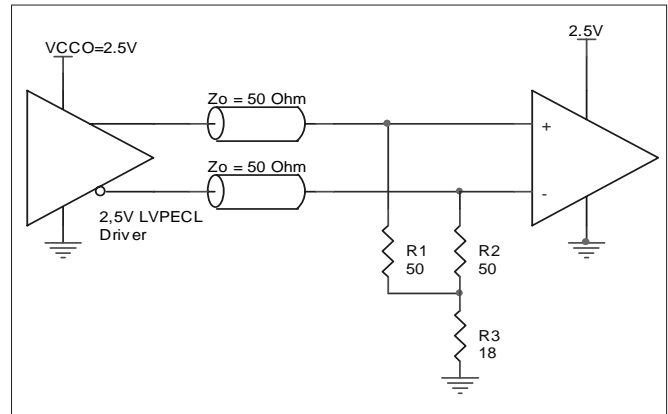 VCCO=2.5V
2.5V
Zo = 50 Ohm
+
Zo = 50 Ohm
-
2,5V LVPECL
Driver
R1
50
R2
50
R3
18